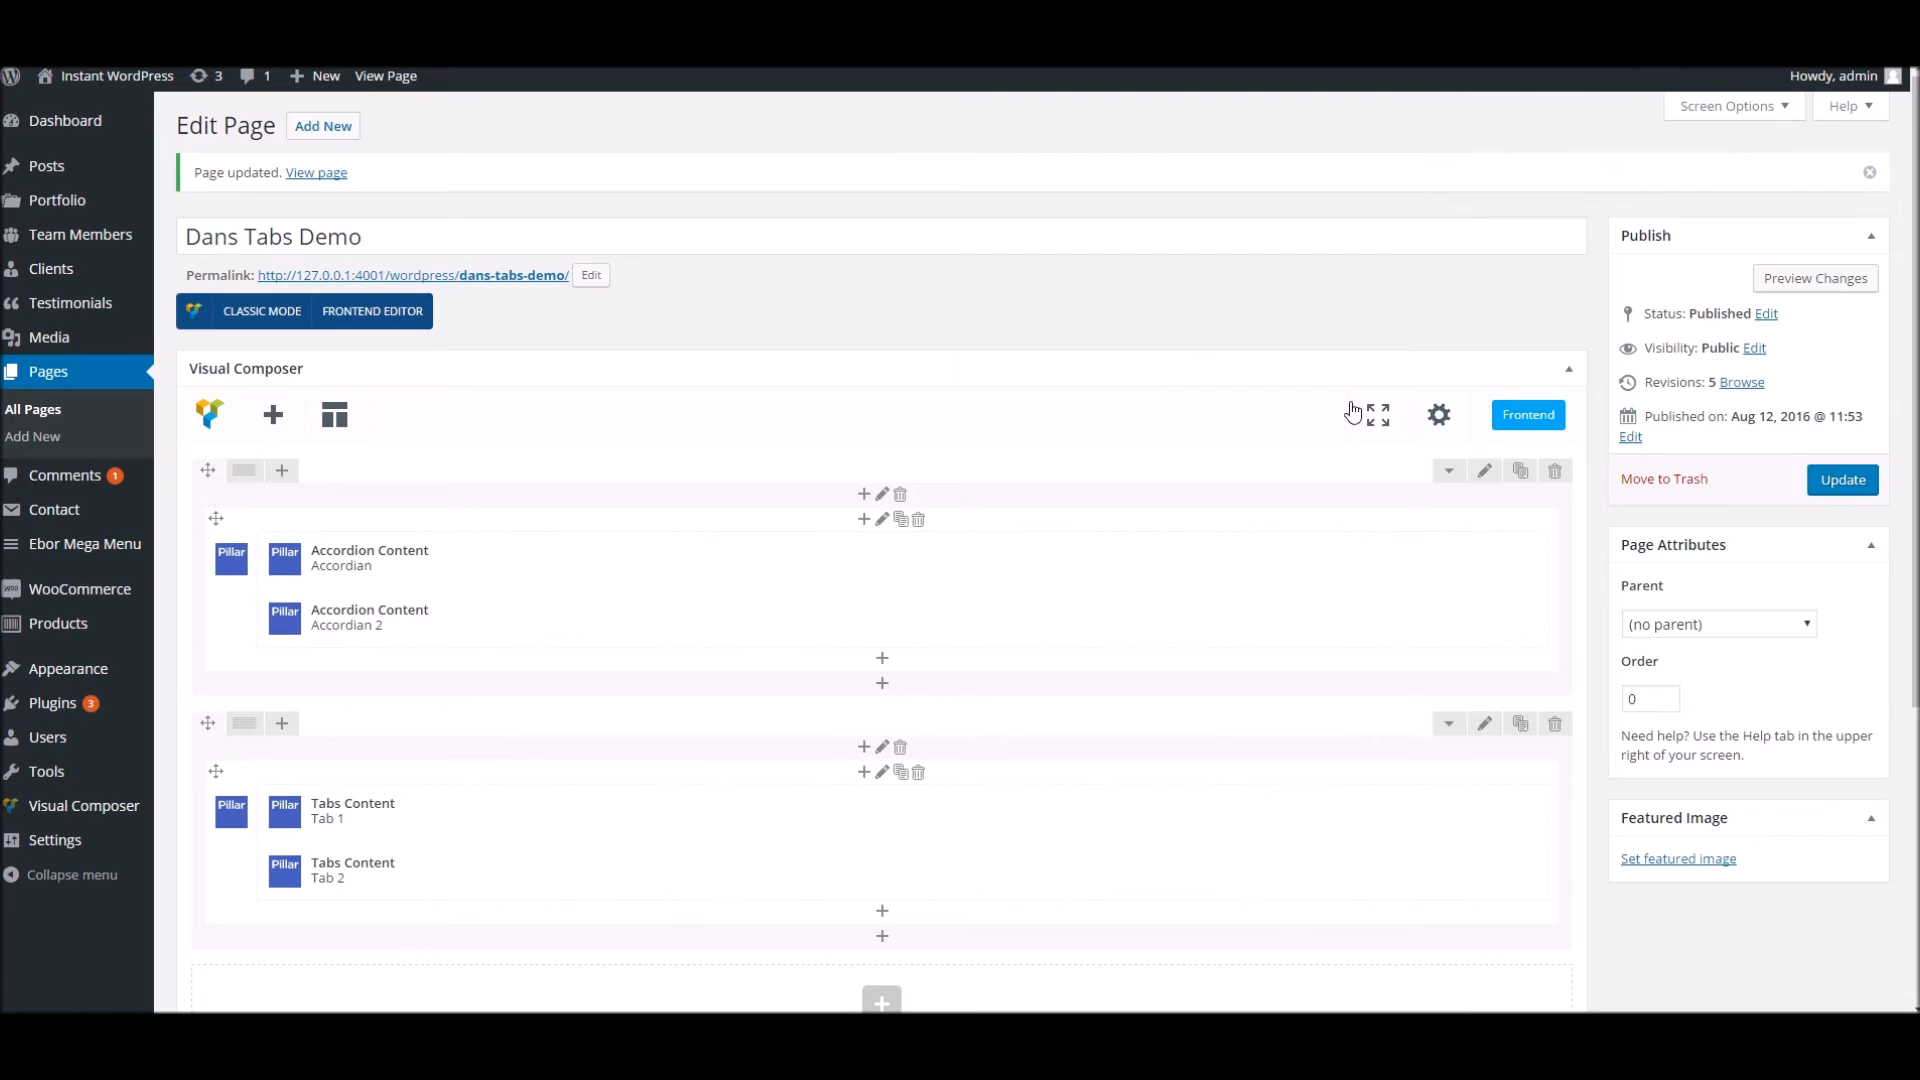 Instant WordPress 3 1 New View Page Howdy, admin
Screen Options Help
Dashboard
Posts
Portfolio
Team Members
Clients
Testimonials
Media
Pages
All Pages
Add New
Comments 1
Contact
Ebor Mega Menu
WooCommerce
Products
Appearance
Plugins 3
Users
Tools
Visual Composer
Settings
Collapse menu
Edit Page Add New
Page updated. View page
Dans Tabs Demo
Permalink: http://127.0.0.1:4001/wordpress/dans-tabs-demo/ Edit
CLASSIC MODE FRONTEND EDITOR
Visual Composer
Frontend
Pillar Pillar Accordion Content
Accordian
Pillar Accordion Content
Accordian 2
Pillar Pillar Tabs Content
Tab 1
Pillar Tabs Content
Tab 2
Publish
Preview Changes
Status: Published Edit
Visibility: Public Edit
Revisions: 5 Browse
Published on: Aug 12, 2016 @ 11:53
Edit
Move to Trash Update
Page Attributes
Parent
(no parent)
Order
0
Need help? Use the Help tab in the upper
right of your screen.
Featured Image
Set featured image